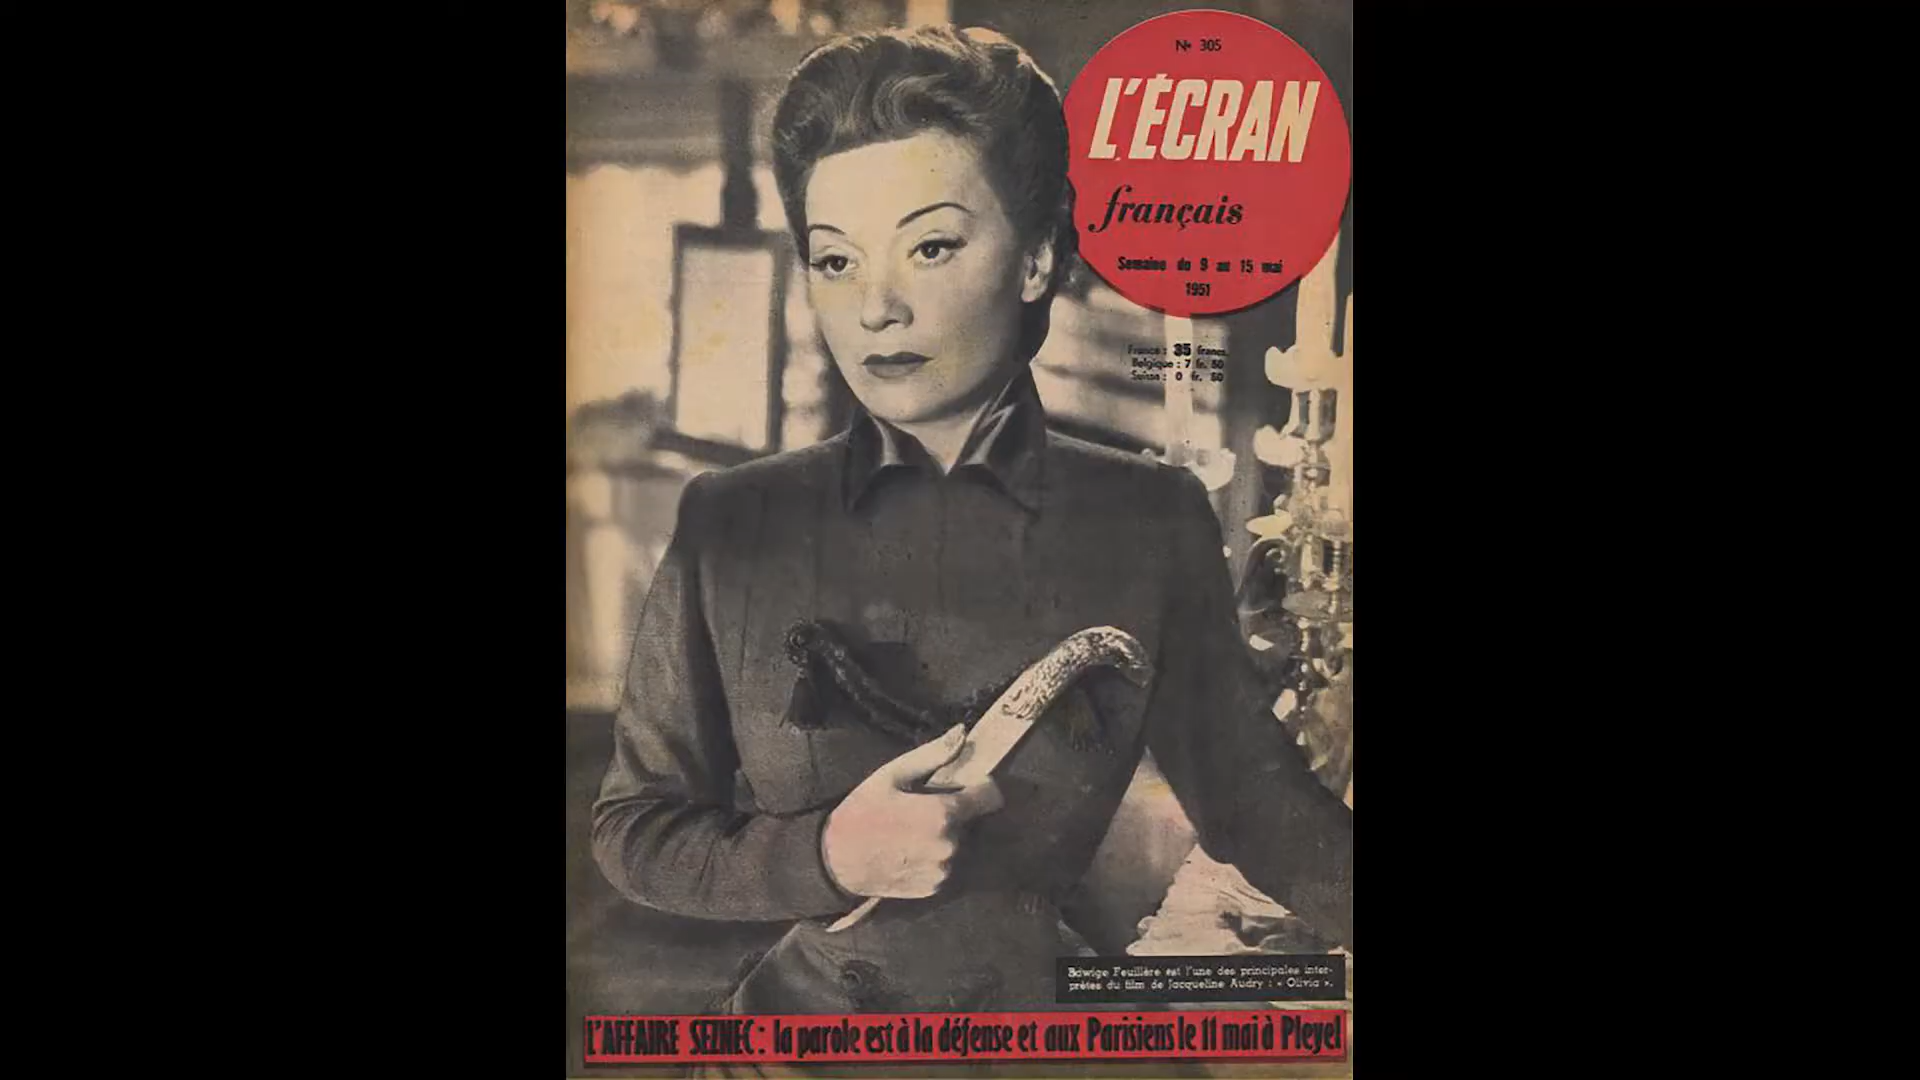 N° 305
L'ÉCRAN
français
Semaine du 9 au 15 mai
1951
France : 35 francs.
Belgique : 7 fr. 50
Suisse : 0 fr. 60
Edwige Feuillère est l'une des principales inter-
prètes du film de Jacqueline Audry : « Olivia ».
L'AFFAIRE SEZNEC : la parole est à la défense et aux Parisiens le 11 mai à Pleyel